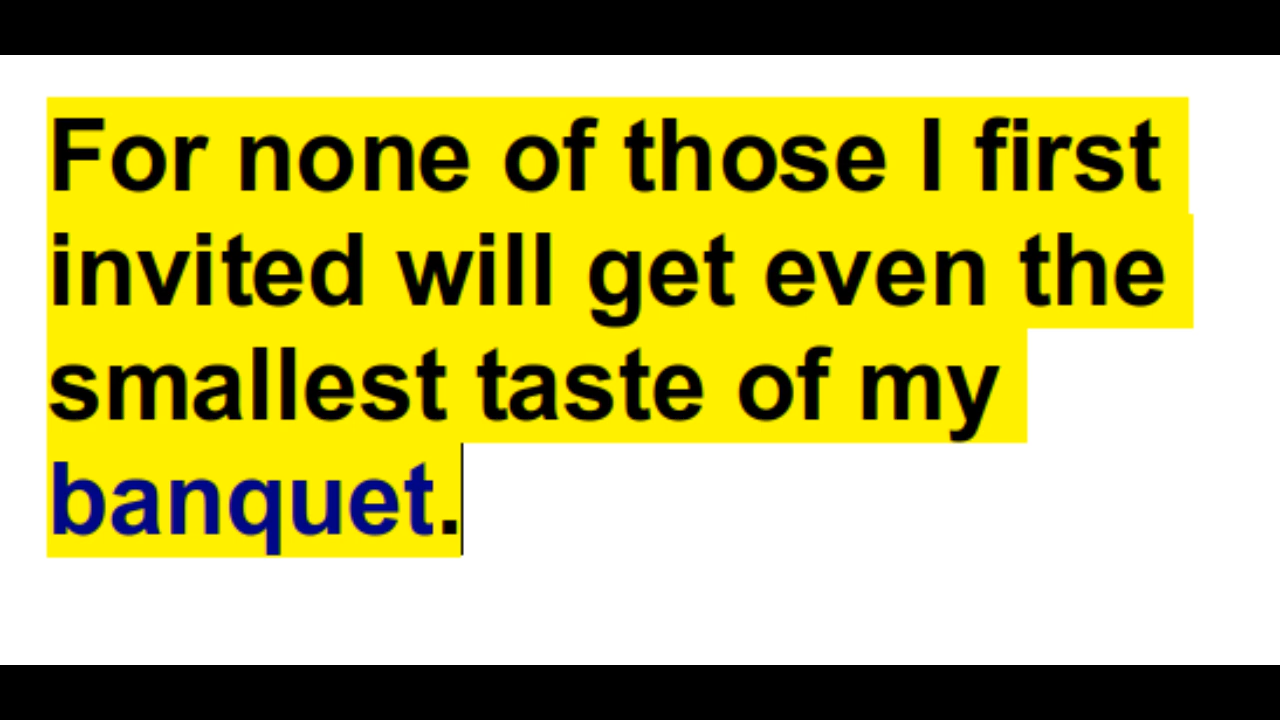 For none of those I first
invited will get even the
smallest taste of my
banquet.